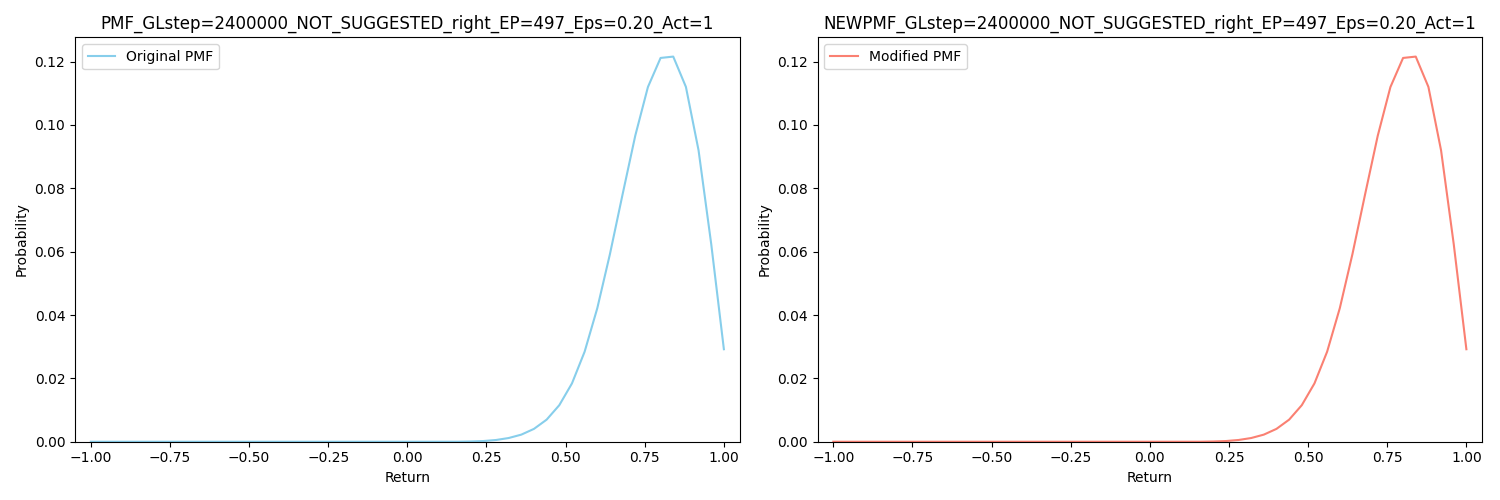 PMF_GLstep=2400000_NOT_SUGGESTED_right_EP=497_Eps=0.20_Act=1
Original PMF
Probability
0.12
0.10
0.08
0.06
0.04
0.02
0.00
−1.00 −0.75 −0.50 −0.25 0.00 0.25 0.50 0.75 1.00
Return
NEWPMF_GLstep=2400000_NOT_SUGGESTED_right_EP=497_Eps=0.20_Act=1
Modified PMF
Probability
0.12
0.10
0.08
0.06
0.04
0.02
0.00
−1.00 −0.75 −0.50 −0.25 0.00 0.25 0.50 0.75 1.00
Return